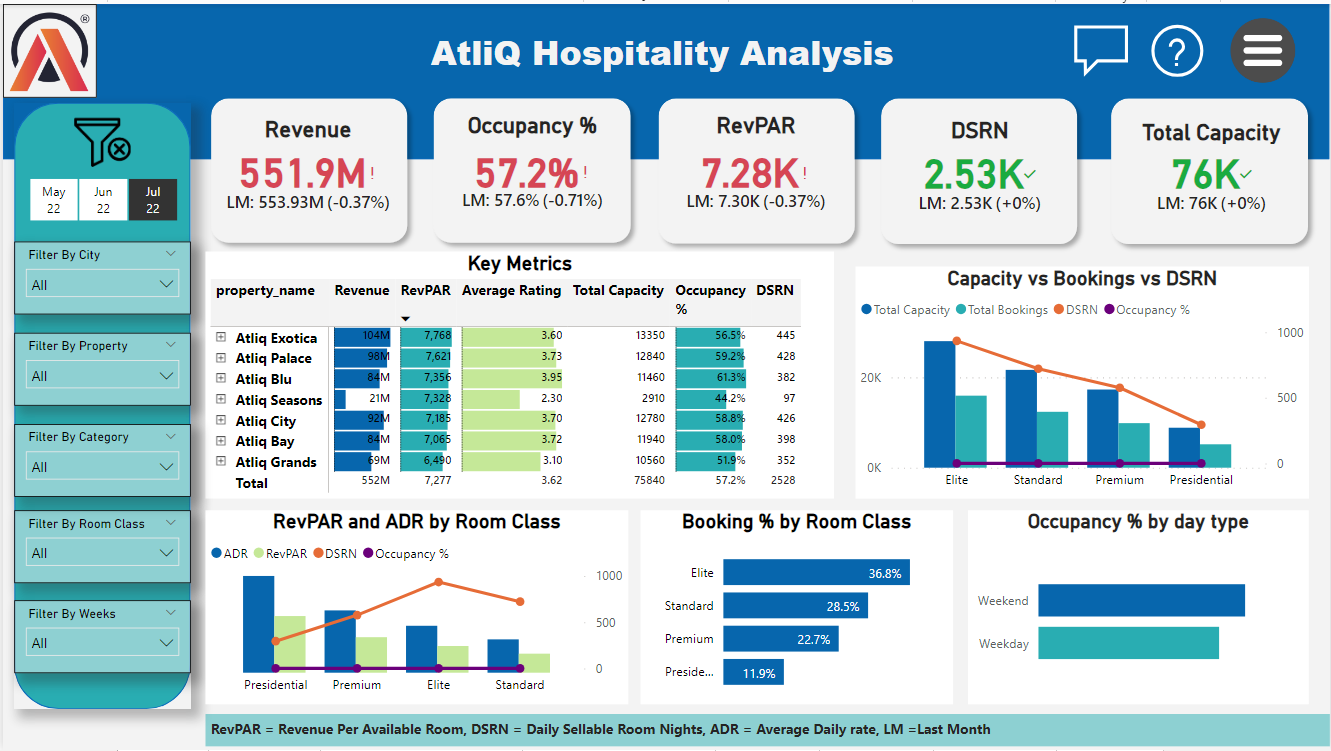 ®
AtliQ Hospitality Analysis
?
May
22
Jun
22
Jul
22
Filter By City
All
Filter By Property
All
Filter By Category
All
Filter By Room Class
All
Filter By Weeks
All
Revenue
551.9M!
LM: 553.93M (-0.37%)
Occupancy %
57.2%!
LM: 57.6% (-0.71%)
RevPAR
7.28K!
LM: 7.30K (-0.37%)
DSRN
2.53K✓
LM: 2.53K (+0%)
Total Capacity
76K✓
LM: 76K (+0%)
Key Metrics
property_name Revenue RevPAR Average Rating Total Capacity Occupancy % DSRN
Atliq Exotica 104M 7,768 3.60 13350 56.5% 445
Atliq Palace 98M 7,621 3.73 12840 59.2% 428
Atliq Blu 84M 7,356 3.95 11460 61.3% 382
Atliq Seasons 21M 7,328 2.30 2910 44.2% 97
Atliq City 92M 7,185 3.70 12780 58.8% 426
Atliq Bay 84M 7,065 3.72 11940 58.0% 398
Atliq Grands 69M 6,490 3.10 10560 51.9% 352
Total 552M 7,277 3.62 75840 57.2% 2528
Capacity vs Bookings vs DSRN
Total Capacity Total Bookings DSRN Occupancy %
1000
20K
500
0K
0
Elite Standard Premium Presidential
RevPAR and ADR by Room Class
ADR RevPAR DSRN Occupancy %
1000
500
0
Presidential Premium Elite Standard
Booking % by Room Class
Elite 36.8%
Standard 28.5%
Premium 22.7%
Preside... 11.9%
Occupancy % by day type
Weekend
Weekday
RevPAR = Revenue Per Available Room, DSRN = Daily Sellable Room Nights, ADR = Average Daily rate, LM =Last Month